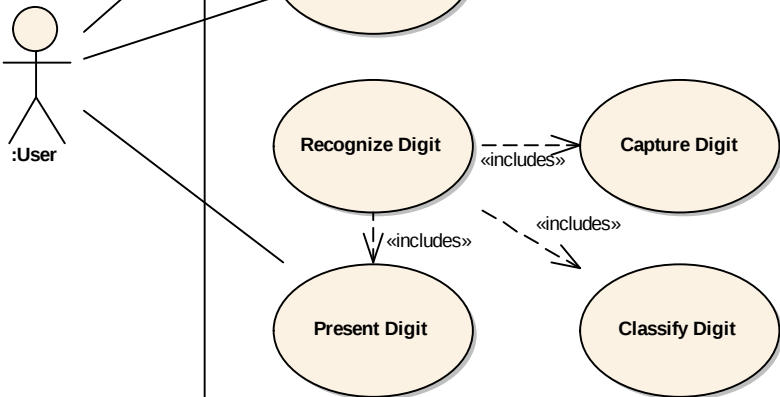 Recognize Digit
Capture Digit
:User
«includes»
«includes»
«includes»
Present Digit
Classify Digit